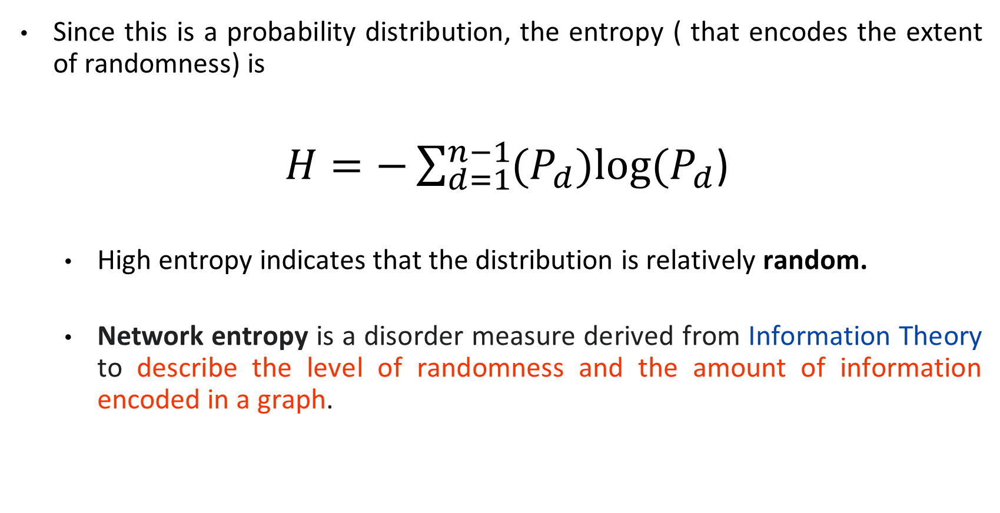 • Since this is a probability distribution, the entropy ( that encodes the extent
of randomness) is
H = − ∑_{d=1}^{n−1}(P_d)log(P_d)
• High entropy indicates that the distribution is relatively random.
• Network entropy is a disorder measure derived from Information Theory
to describe the level of randomness and the amount of information
encoded in a graph.